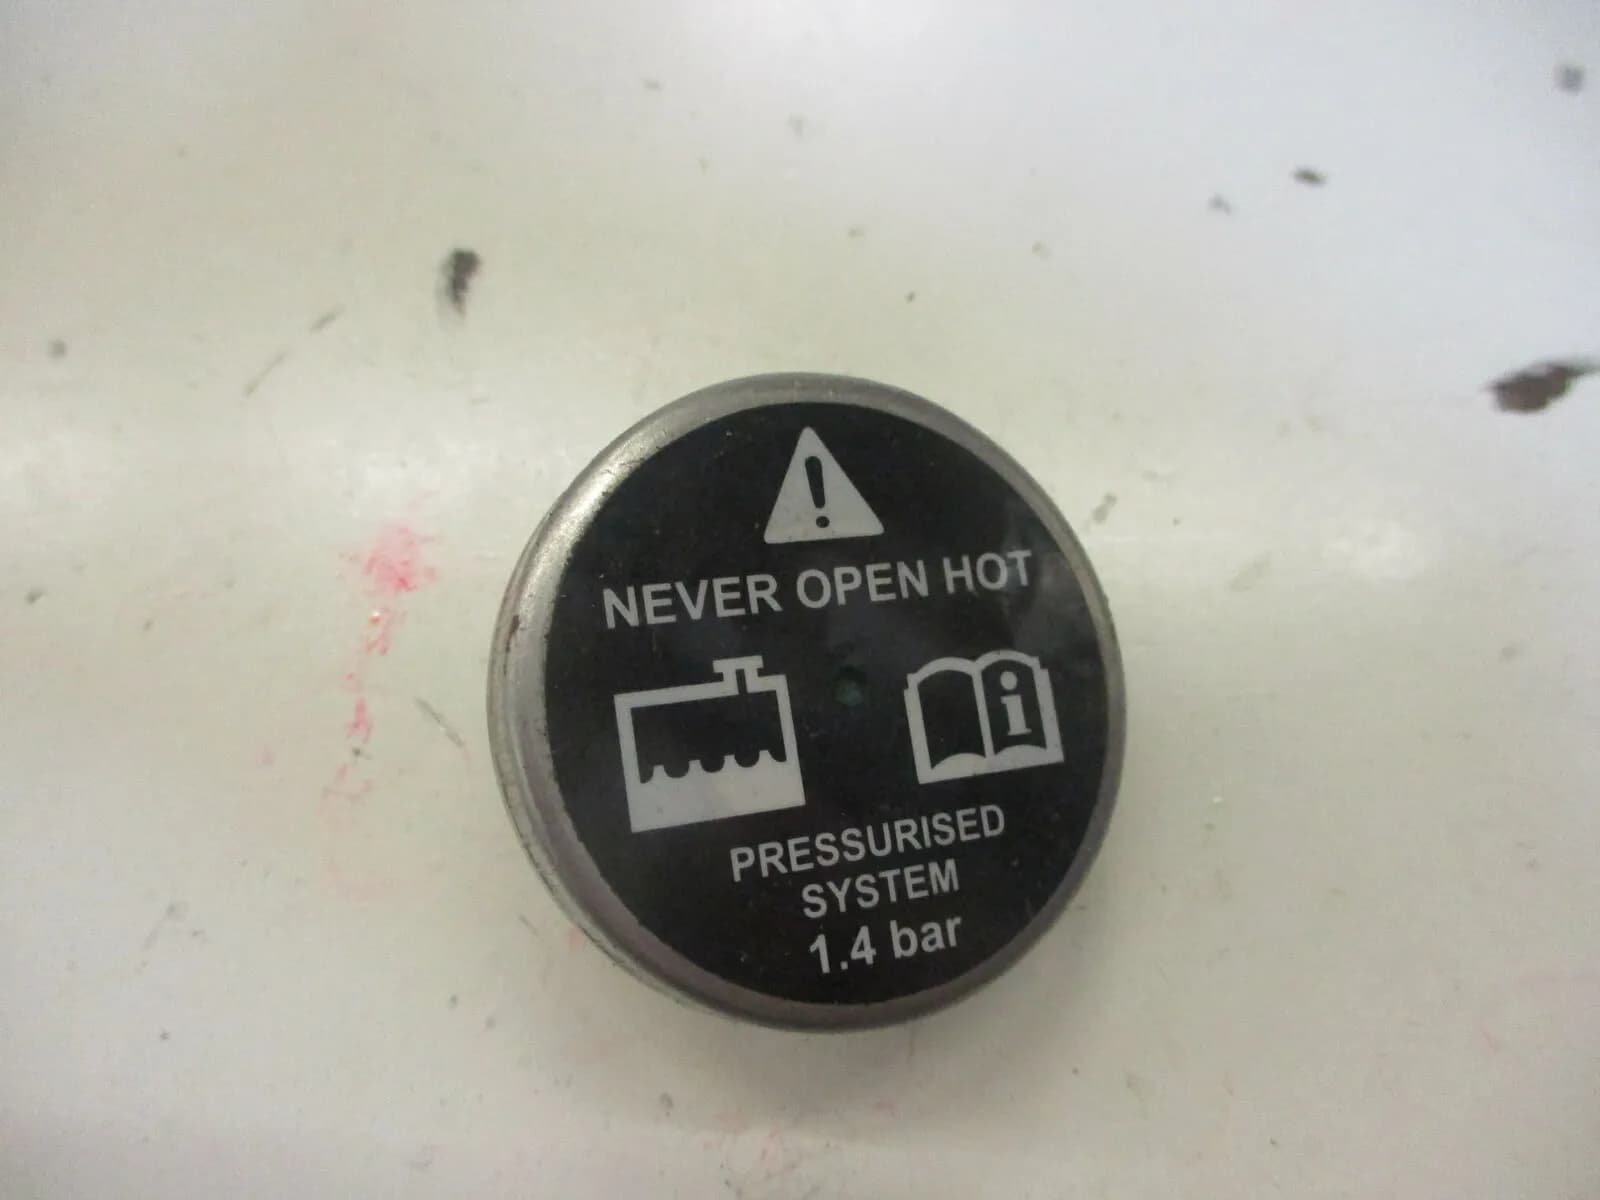 NEVER OPEN HOT
PRESSURISED
SYSTEM
1.4 bar